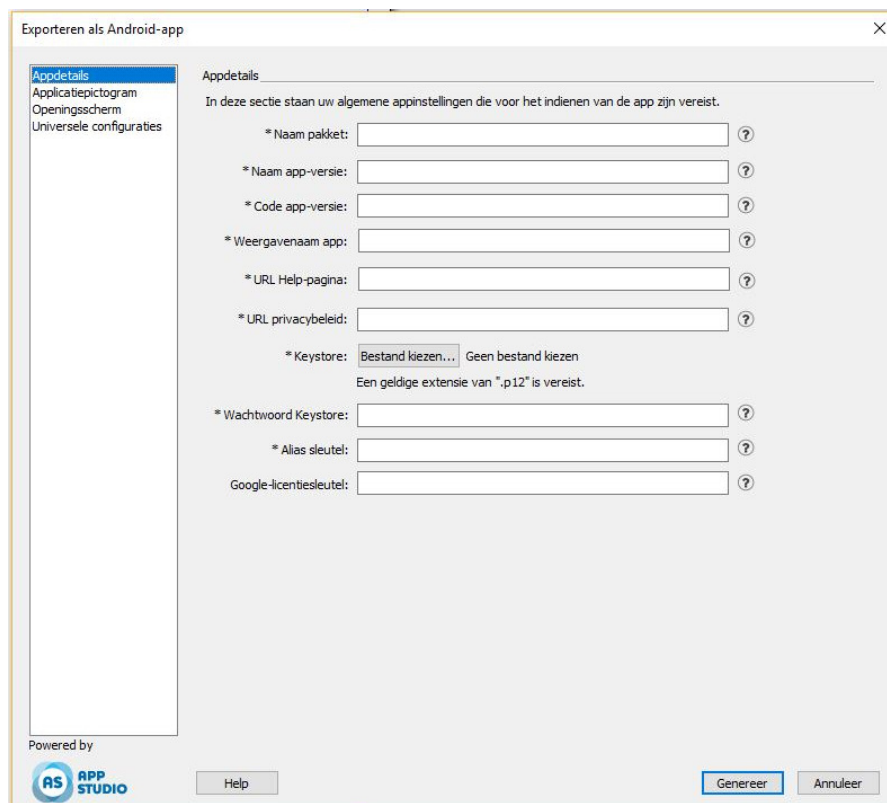 Exporteren als Android-app
Appdetails
Applicatiepictogram
Openingsscherm
Universele configuraties
Appdetails
In deze sectie staan uw algemene appinstellingen die voor het indienen van de app zijn vereist.
* Naam pakket: ?
* Naam app-versie: ?
* Code app-versie: ?
* Weergavenaam app: ?
* URL Help-pagina: ?
* URL privacybeleid: ?
* Keystore: Bestand kiezen... Geen bestand kiezen
Een geldige extensie van ".p12" is vereist.
* Wachtwoord Keystore: ?
* Alias sleutel: ?
Google-licentiesleutel: ?
Powered by
AS APP STUDIO
Help
Genereer
Annuleer